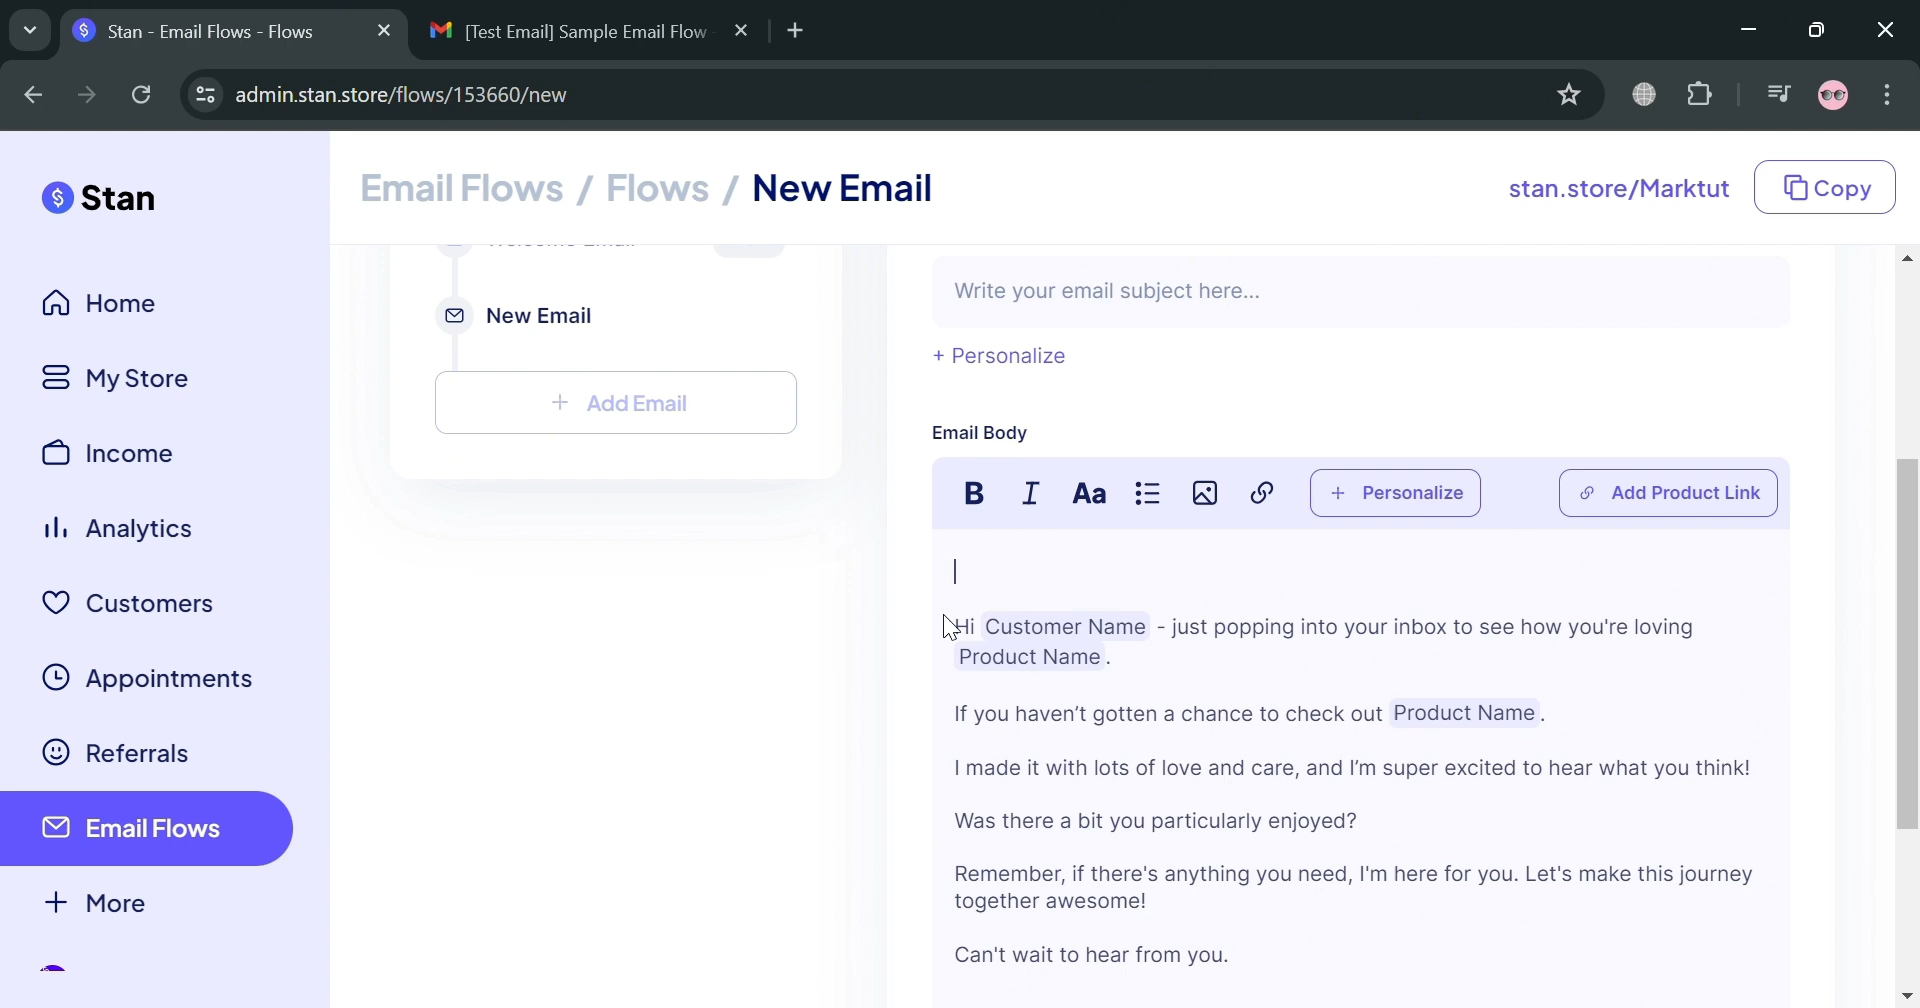 Stan - Email Flows - Flows
[Test Email] Sample Email Flow
admin.stan.store/flows/153660/new
$ Stan
Email Flows / Flows / New Email
stan.store/Marktut
Copy
Home
My Store
Income
Analytics
Customers
Appointments
Referrals
Email Flows
More
New Email
+ Add Email
Write your email subject here...
+ Personalize
Email Body
B I Aa
+ Personalize
Add Product Link
Hi Customer Name - just popping into your inbox to see how you're loving
Product Name.
If you haven’t gotten a chance to check out Product Name.
I made it with lots of love and care, and I’m super excited to hear what you think!
Was there a bit you particularly enjoyed?
Remember, if there's anything you need, I'm here for you. Let's make this journey
together awesome!
Can't wait to hear from you.